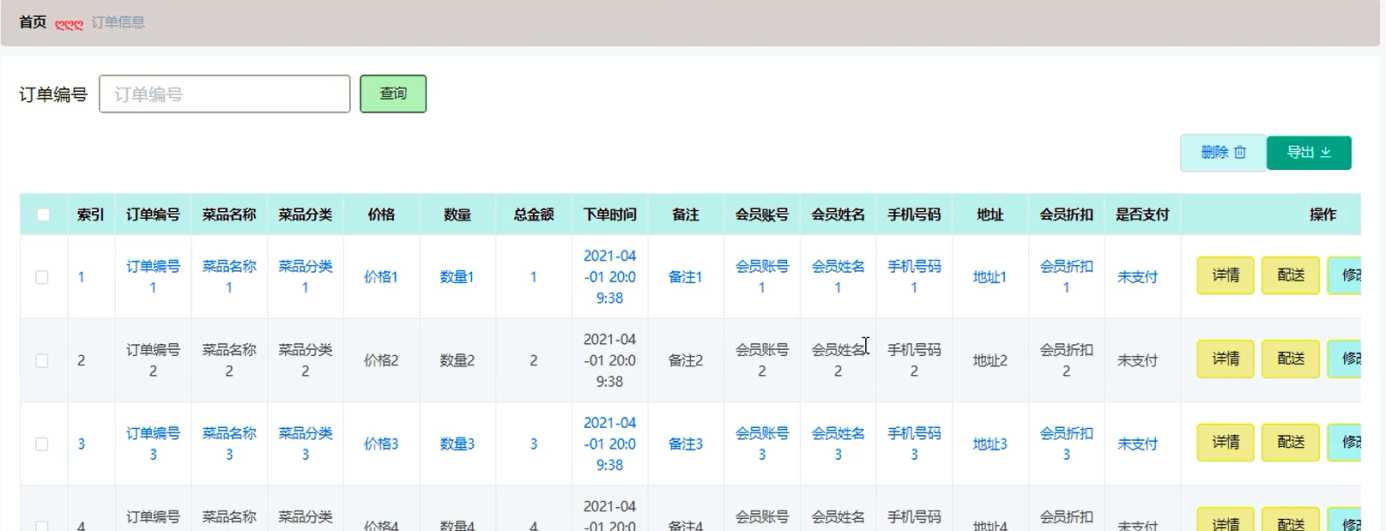 首页 ღღღ 订单信息
订单编号 订单编号 查询
删除 导出
索引 订单编号 菜品名称 菜品分类 价格 数量 总金额 下单时间 备注 会员账号 会员姓名 手机号码 地址 会员折扣 是否支付 操作
1 订单编号1 菜品名称1 菜品分类1 价格1 数量1 1 2021-04-01 20:09:38 备注1 会员账号1 会员姓名1 手机号码1 地址1 会员折扣1 未支付 详情 配送 修
2 订单编号2 菜品名称2 菜品分类2 价格2 数量2 2 2021-04-01 20:09:38 备注2 会员账号2 会员姓名2 手机号码2 地址2 会员折扣2 未支付 详情 配送 修
3 订单编号3 菜品名称3 菜品分类3 价格3 数量3 3 2021-04-01 20:09:38 备注3 会员账号3 会员姓名3 手机号码3 地址3 会员折扣3 未支付 详情 配送 修
4 订单编号 菜品名称 菜品分类 价格4 数量4 4 2021-04-01 20:0 备注4 会员账号 会员姓名 手机号码 地址4 会员折扣 未支付 详情 配送 修